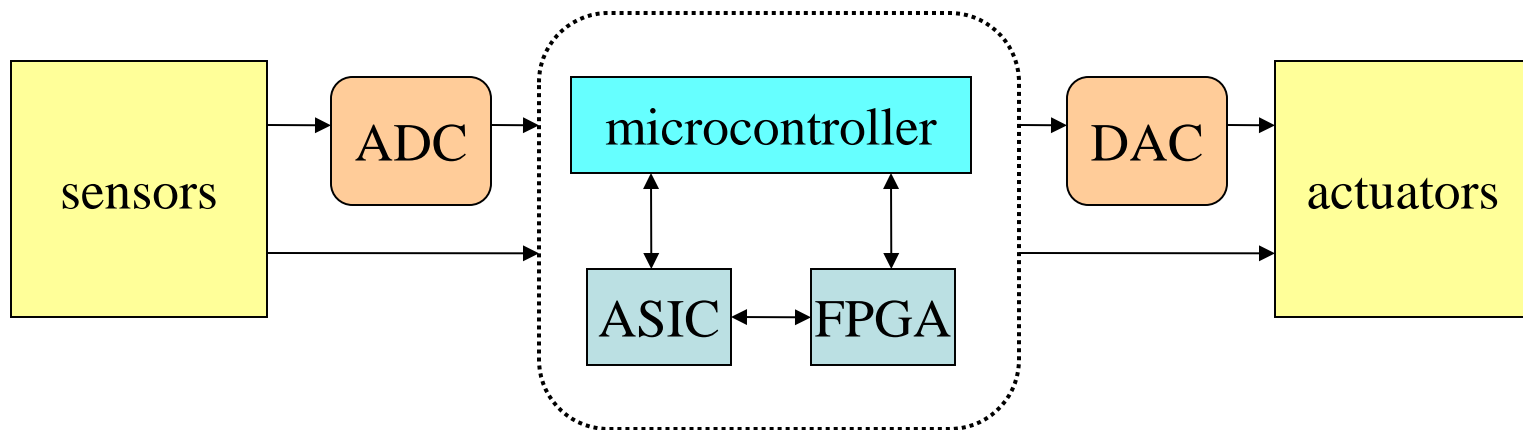 sensors
ADC
microcontroller
ASIC
FPGA
DAC
actuators